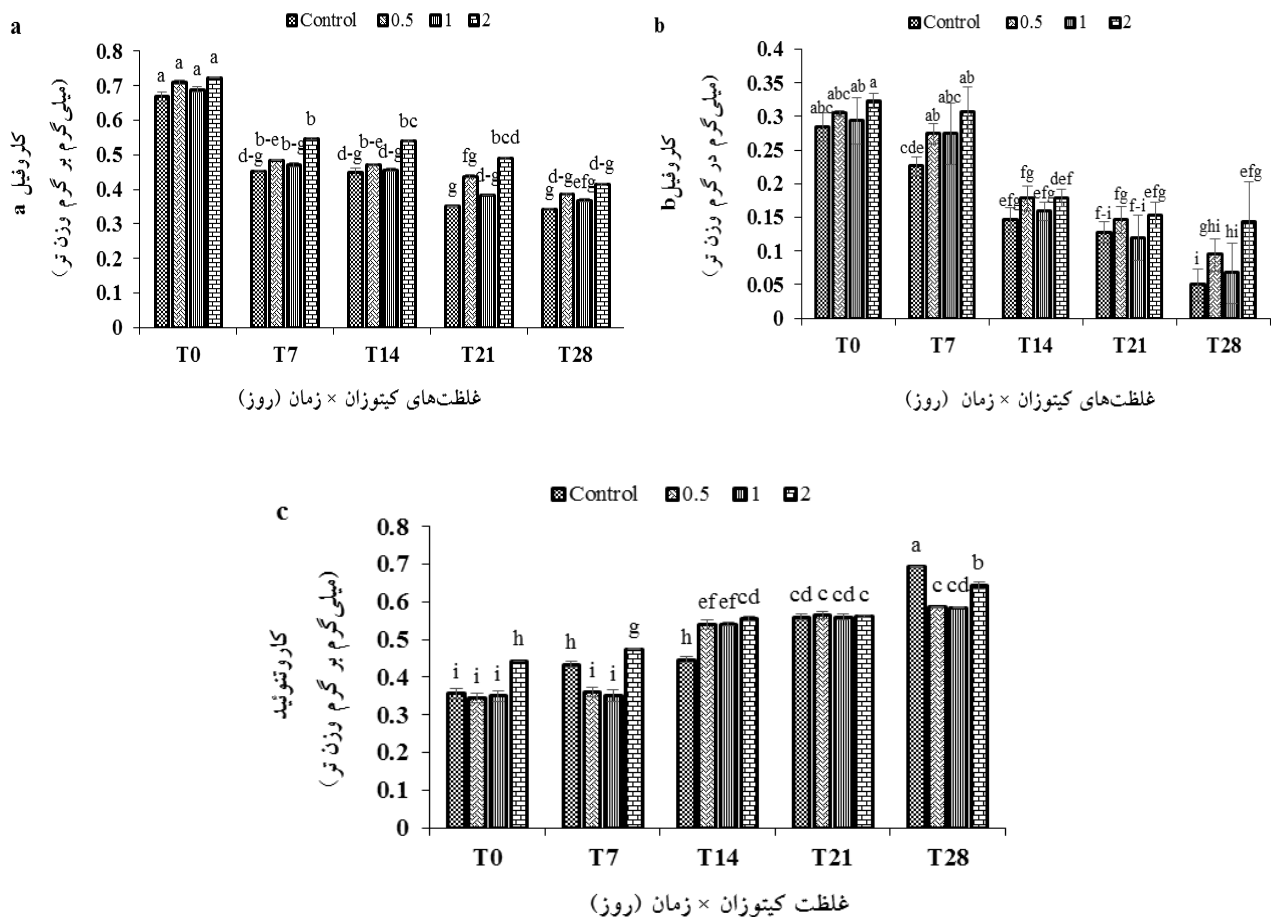 a
Control 0.5 1 2
کلروفیل a
(میلی‌گرم بر گرم وزن تر)
0.8
0.7
0.6
0.5
0.4
0.3
0.2
0.1
0
a a a a
d-g b-e b-g b
d-g b-e d-g bc
g fg d-g bcd
g d-g efg d-g
T0 T7 T14 T21 T28
غلظت‌های کیتوزان × زمان (روز)
b
Control 0.5 1 2
کلروفیل b
(میلی‌گرم در گرم وزن تر)
0.4
0.35
0.3
0.25
0.2
0.15
0.1
0.05
0
abc abc ab a
cde ab abc ab
efg fg efg def
f-i fg f-i efg
i ghi hi efg
T0 T7 T14 T21 T28
غلظت‌های کیتوزان × زمان (روز)
c
Control 0.5 1 2
کاروتنوئید
(میلی‌گرم بر گرم وزن تر)
0.8
0.7
0.6
0.5
0.4
0.3
0.2
0.1
0
i i i h
h i i g
h ef ef cd
cd c cd c
a c cd b
T0 T7 T14 T21 T28
غلظت کیتوزان × زمان (روز)